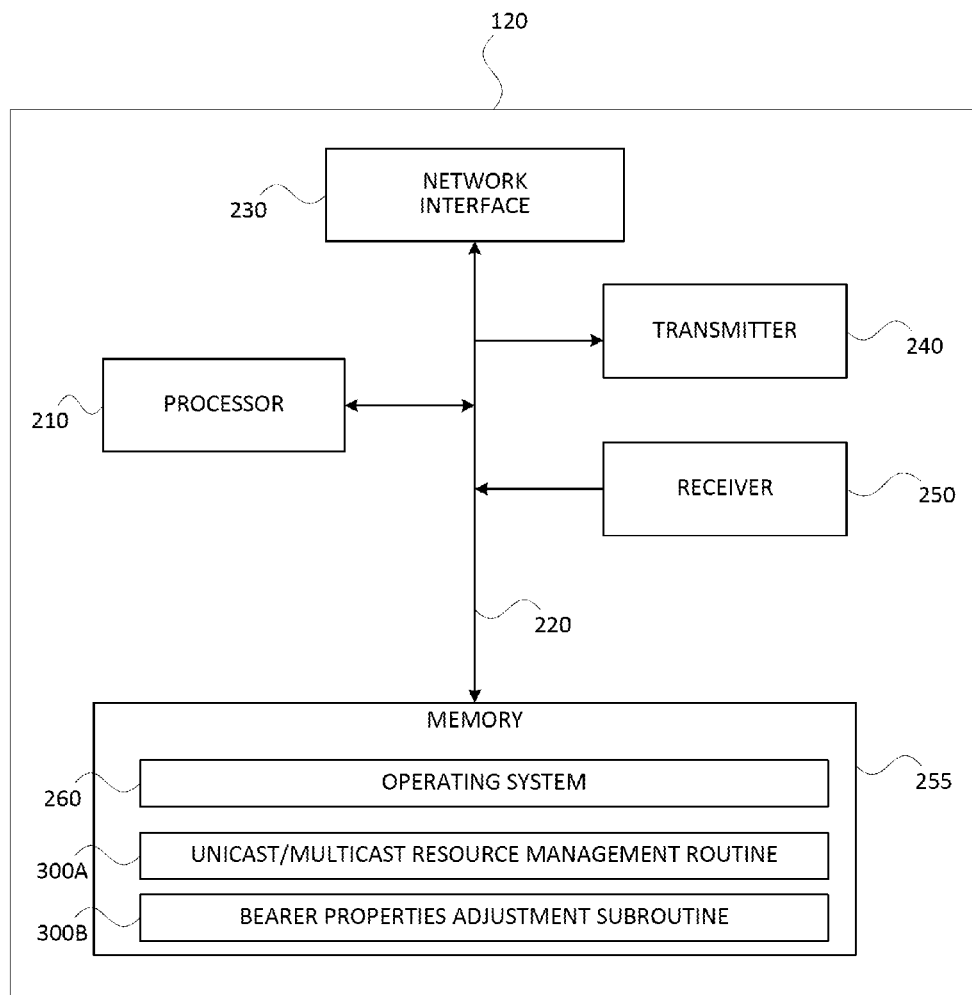 120
NETWORK
INTERFACE
230
TRANSMITTER
240
PROCESSOR
210
RECEIVER
250
220
MEMORY
255
OPERATING SYSTEM
260
UNICAST/MULTICAST RESOURCE MANAGEMENT ROUTINE
300A
BEARER PROPERTIES ADJUSTMENT SUBROUTINE
300B